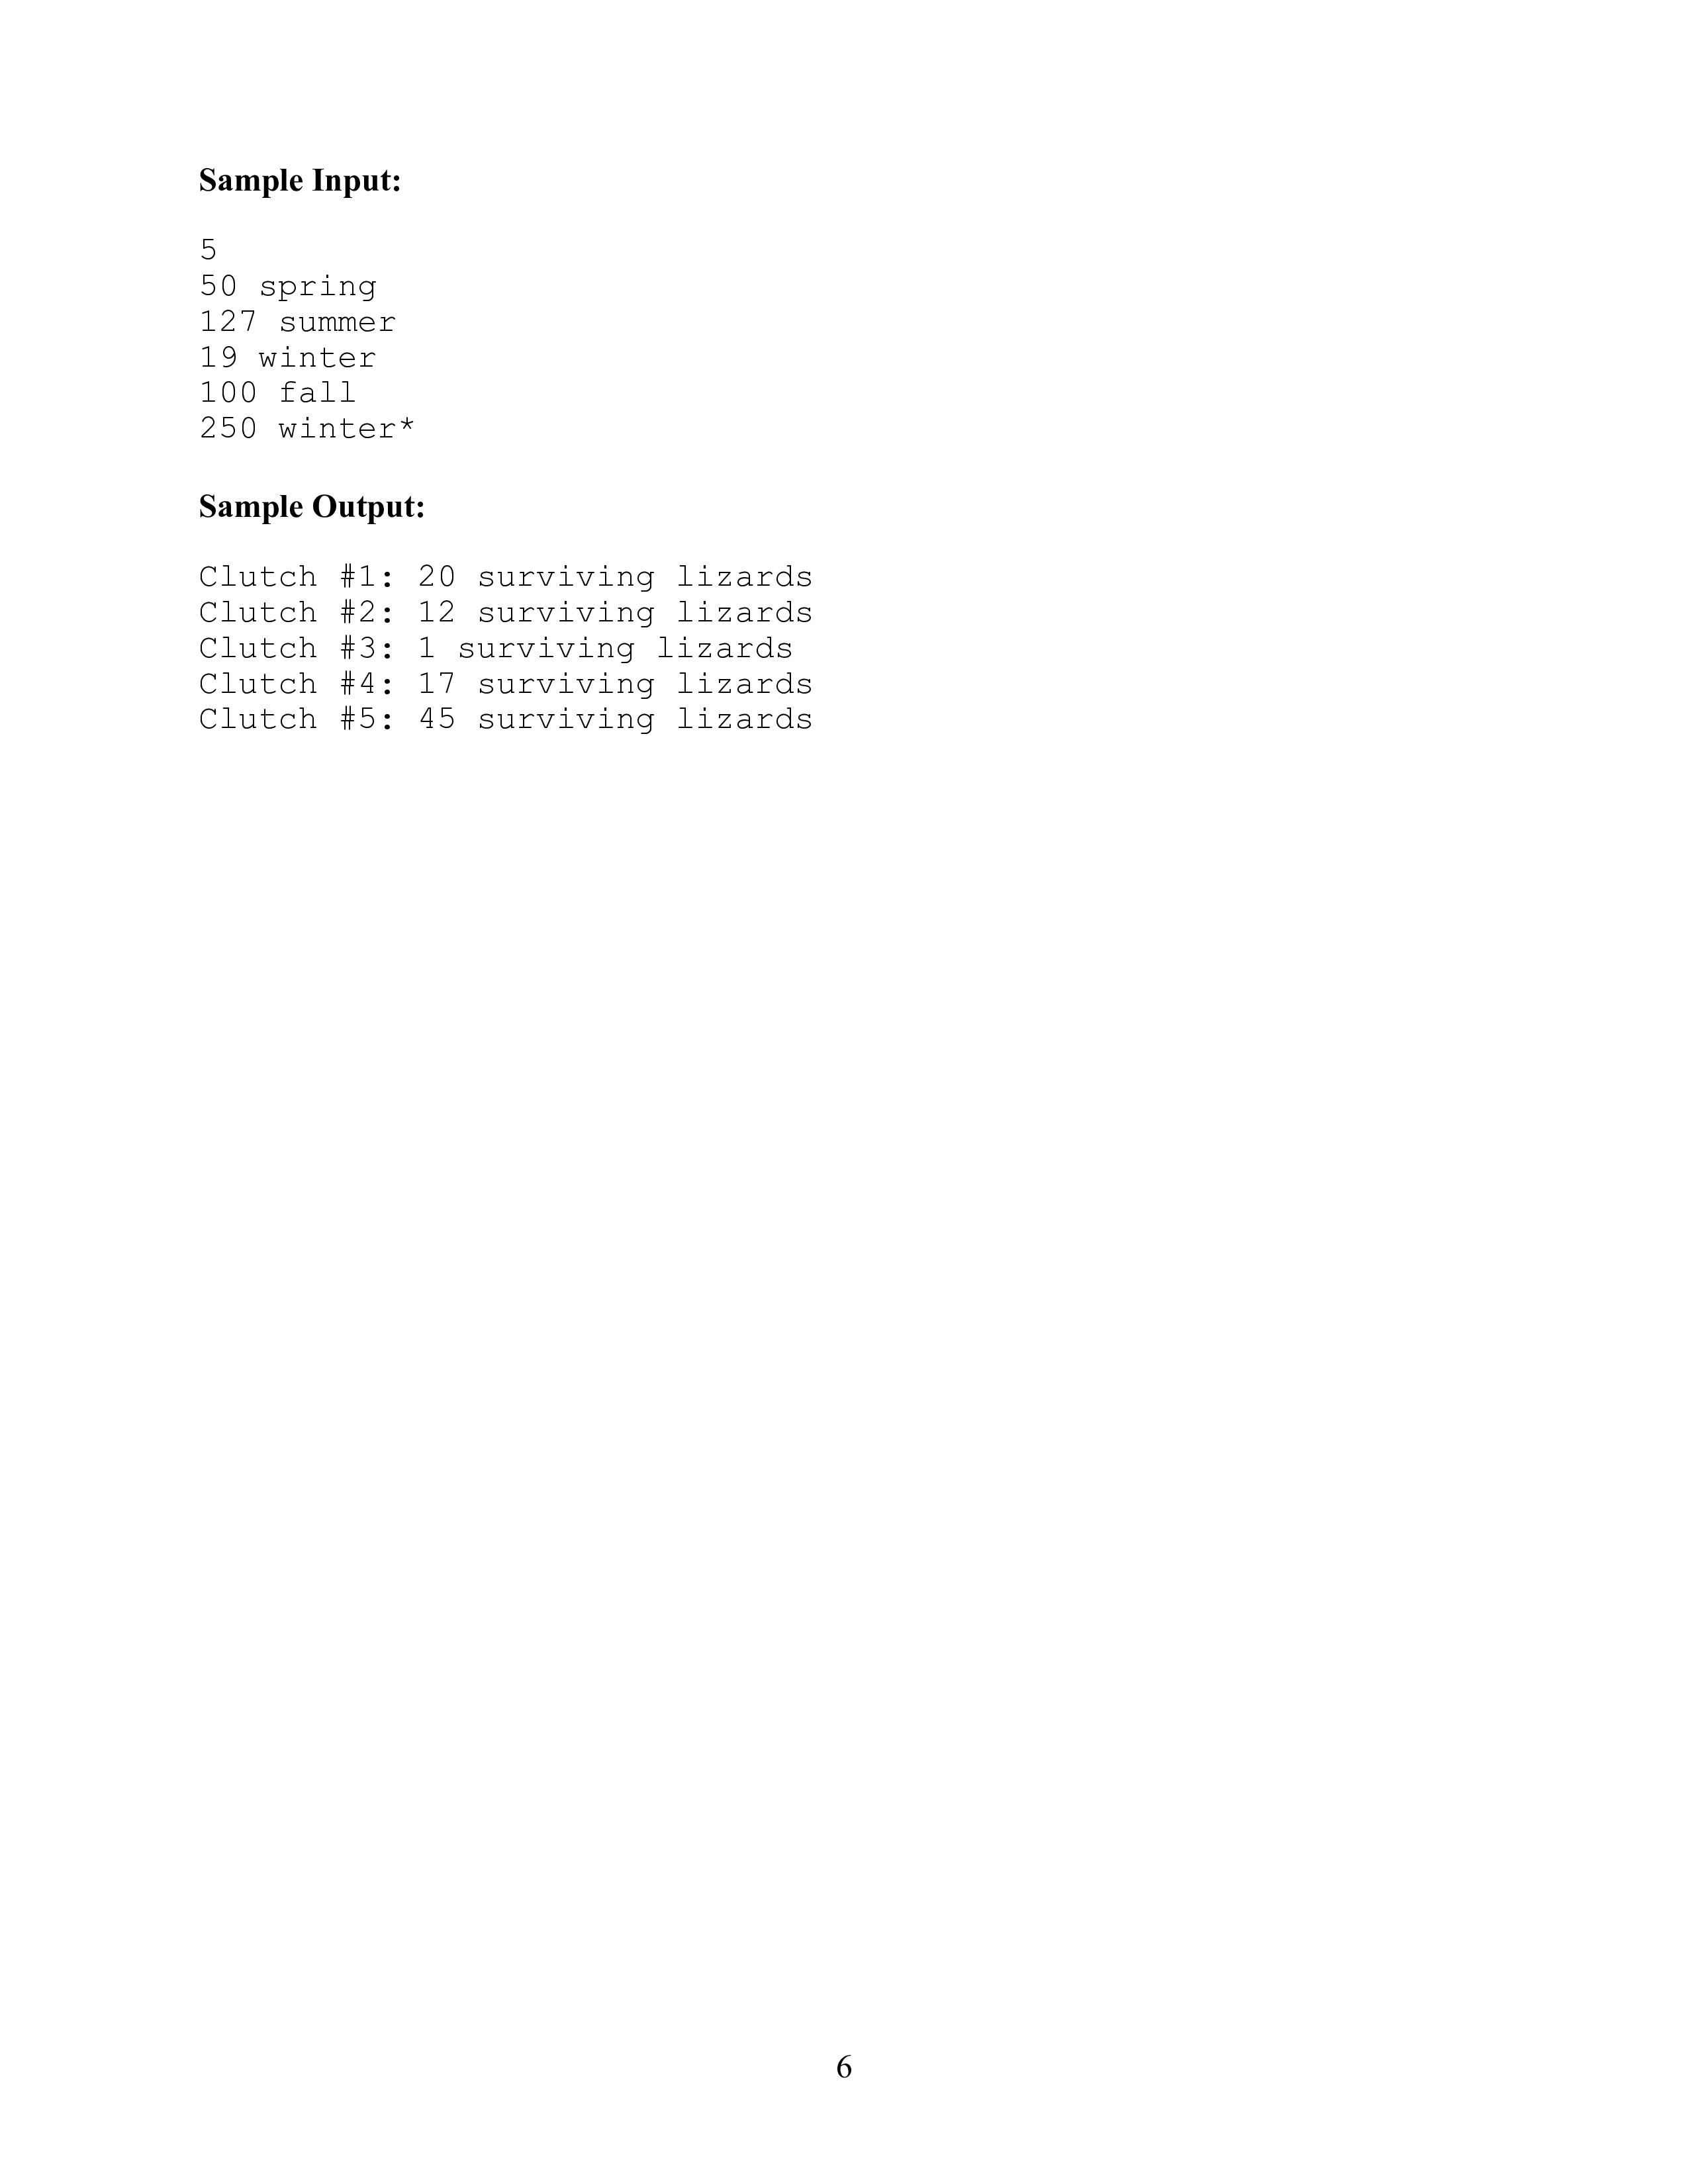 Sample Input:
5
50 spring
127 summer
19 winter
100 fall
250 winter*
Sample Output:
Clutch #1: 20 surviving lizards
Clutch #2: 12 surviving lizards
Clutch #3: 1 surviving lizards
Clutch #4: 17 surviving lizards
Clutch #5: 45 surviving lizards
6